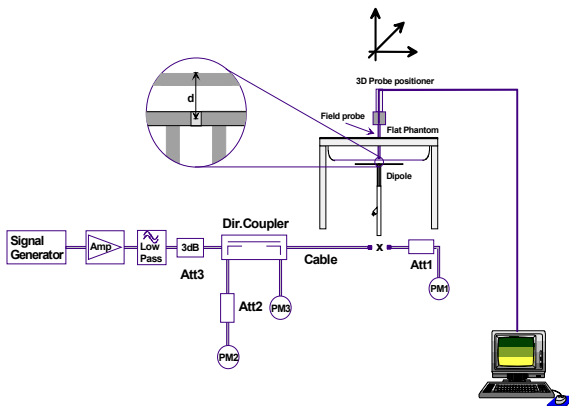 3D Probe positioner
d
Field probe
Flat Phantom
Dipole
Dir.Coupler
Signal
Generator
Amp
Low
Pass
3dB
Att3
Cable
x
Att1
PM1
Att2
PM3
PM2